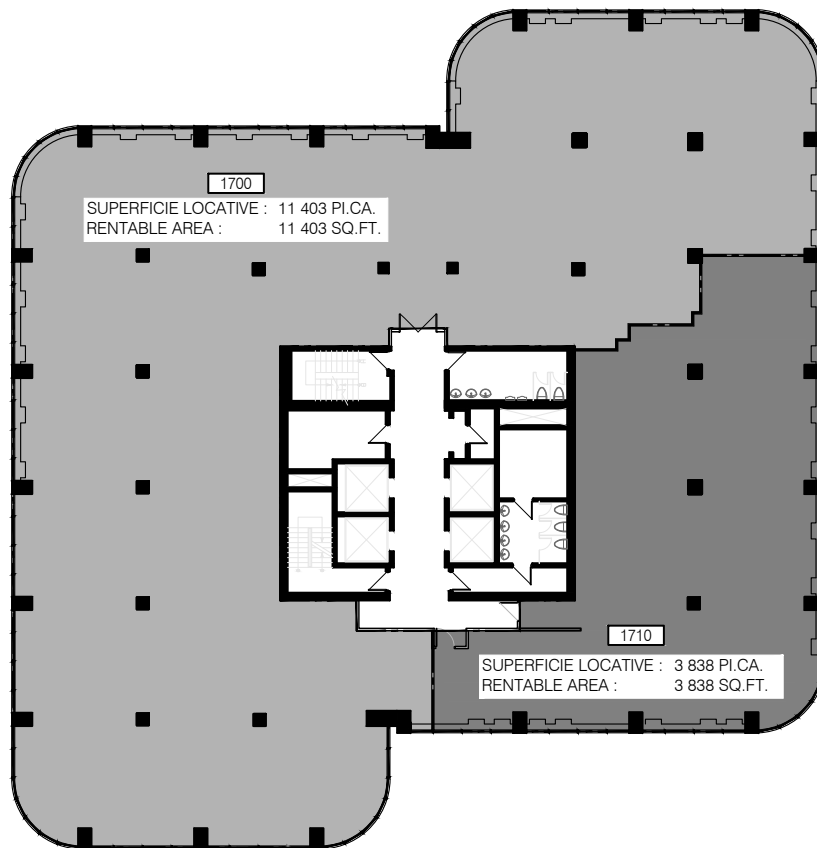 1700
SUPERFICIE LOCATIVE : 11 403 PI.CA.
RENTABLE AREA : 11 403 SQ.FT.
1710
SUPERFICIE LOCATIVE : 3 838 PI.CA.
RENTABLE AREA : 3 838 SQ.FT.